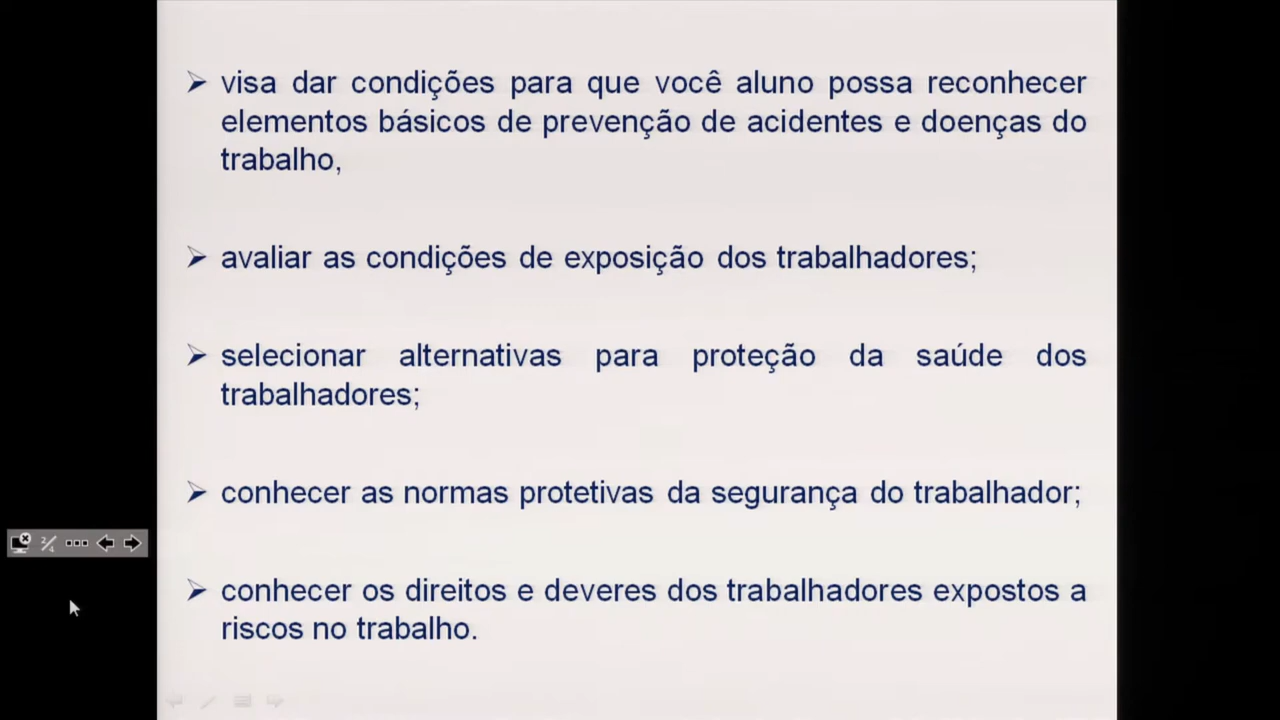 visa dar condições para que você aluno possa reconhecer
elementos básicos de prevenção de acidentes e doenças do
trabalho,
avaliar as condições de exposição dos trabalhadores;
selecionar alternativas para proteção da saúde dos
trabalhadores;
conhecer as normas protetivas da segurança do trabalhador;
2/4
conhecer os direitos e deveres dos trabalhadores expostos a
riscos no trabalho.